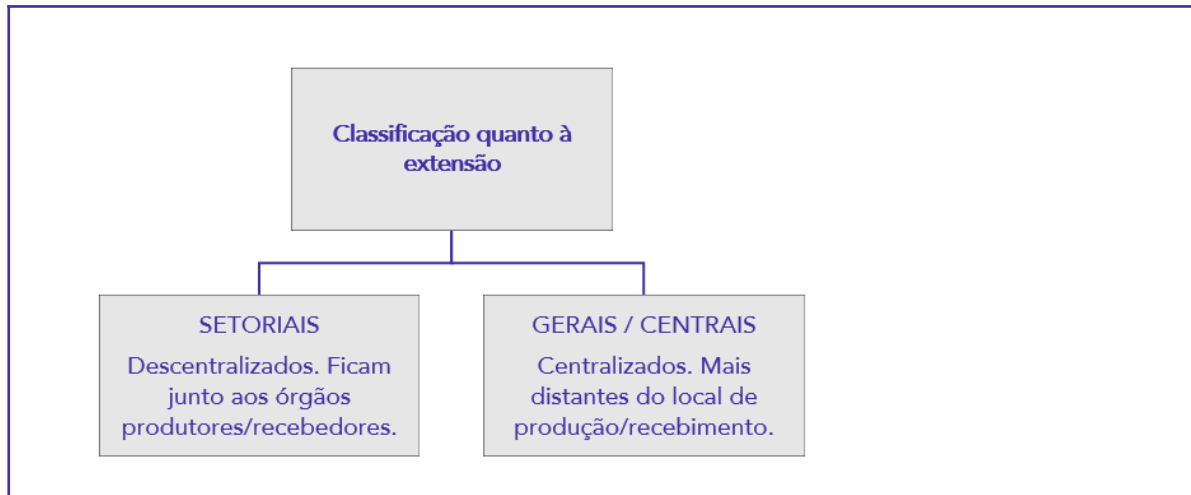 Classificação quanto à
extensão
SETORIAIS
Descentralizados. Ficam
junto aos órgãos
produtores/recebedores.
GERAIS / CENTRAIS
Centralizados. Mais
distantes do local de
produção/recebimento.